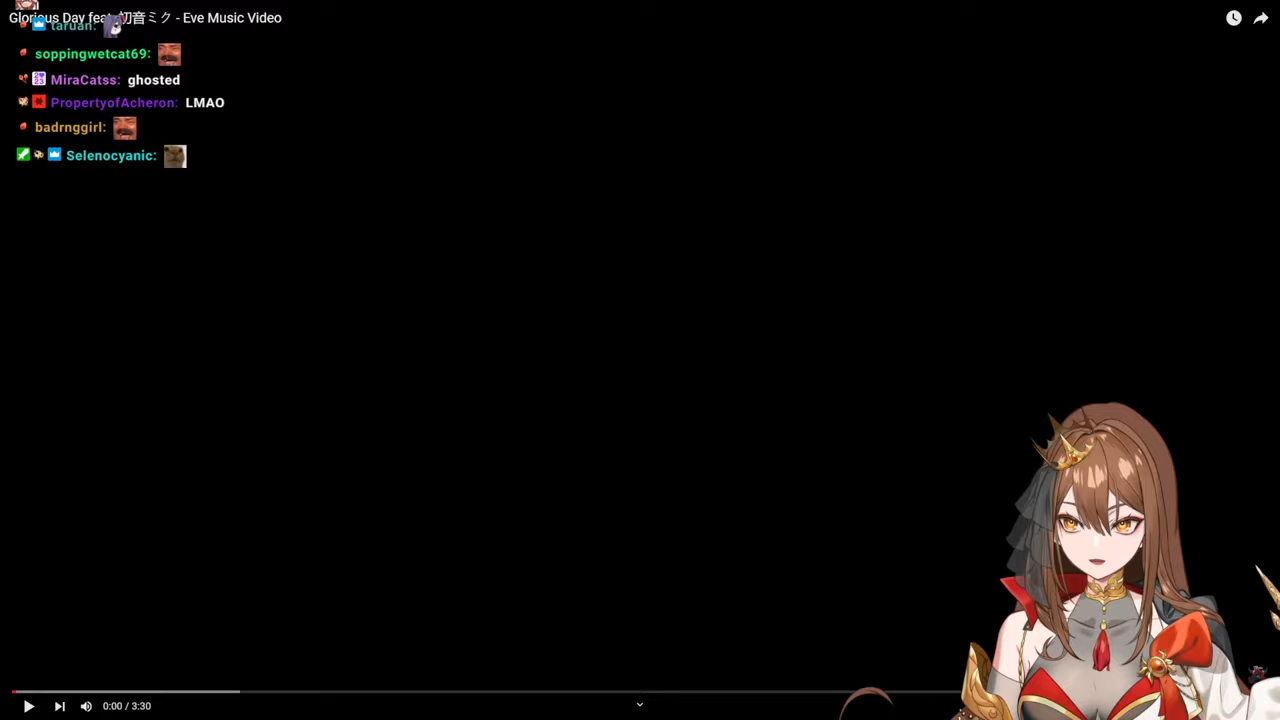 Glorious Day feat. 初音ミク - Eve Music Video
taruan:
soppingwetcat69:
MiraCatss: ghosted
PropertyofAcheron: LMAO
badrnggirl:
Selenocyanic:
0:00 / 3:30